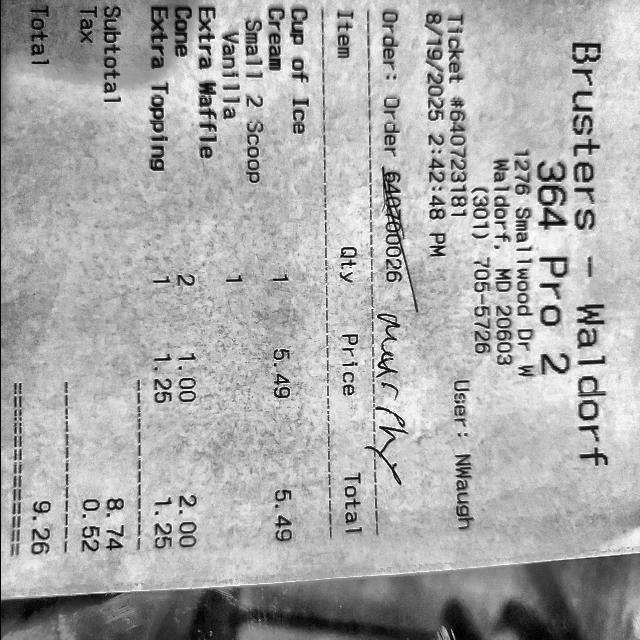 Brusters - Waldorf
364 Pro 2
1276 Smallwood Dr W
Waldorf, MD 20603
(301) 705-5726
Ticket #640723181 User: NWaugh
8/19/2025 2:42:48 PM
Order: Order
Item Qty Price Total
Cup of Ice
Cream 1 5.49 5.49
Small 2 Scoop
Vanilla 1
Extra Waffle
Cone 2 1.00 2.00
Extra Topping 1 1.25 1.25
Subtotal 8.74
Tax 0.52
Total 9.26